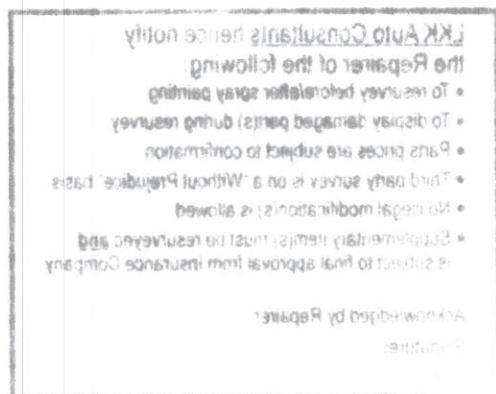 LKK Auto Consultants hence notify
the Repairer of the following:
• To resurvey before/after spray painting
• To display damaged part(s) during resurvey
• Parts prices are subject to confirmation
• Third party survey is on a "Without Prejudice" basis
• No illegal modification(s) is allowed
• Supplementary item(s) must be resurveyed and
is subject to final approval from Insurance Company
Acknowledged by Repairer
Signature: